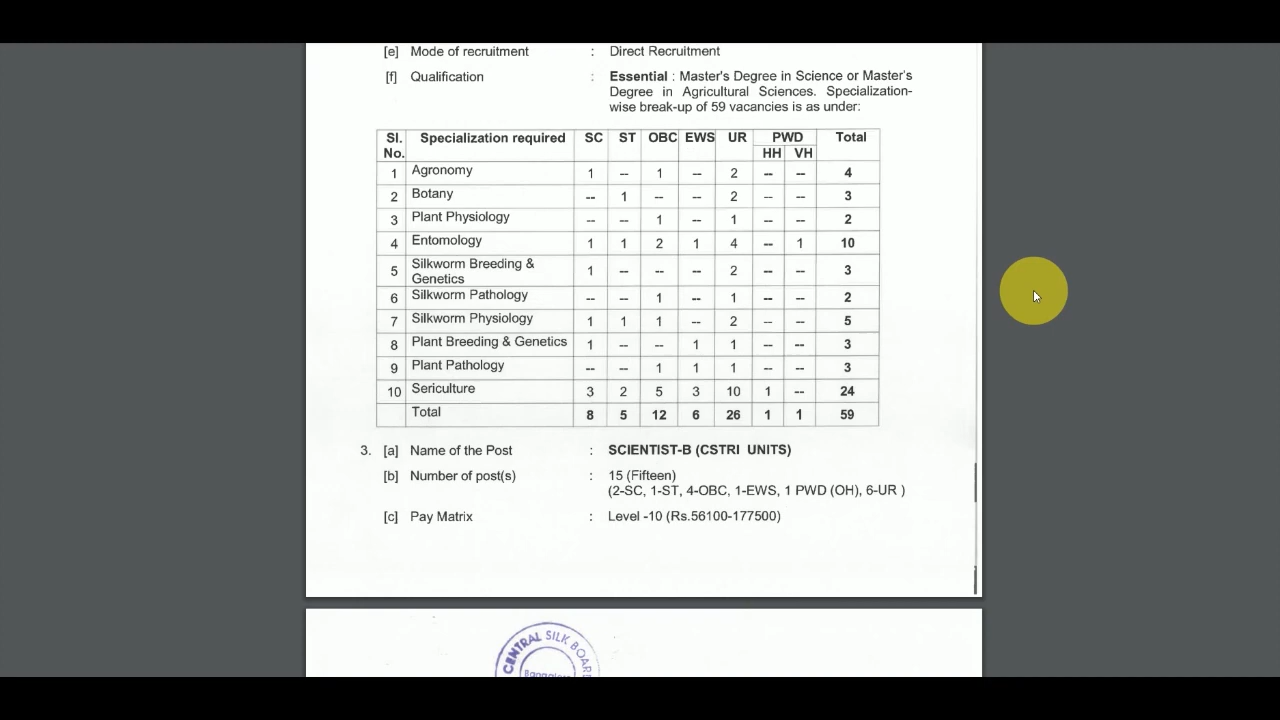 [e] Mode of recruitment : Direct Recruitment
[f] Qualification : Essential : Master's Degree in Science or Master's
Degree in Agricultural Sciences. Specialization-
wise break-up of 59 vacancies is as under:
Sl. No. Specialization required SC ST OBC EWS UR PWD Total
HH VH
1 Agronomy 1 -- 1 -- 2 -- -- 4
2 Botany -- 1 -- -- 2 -- -- 3
3 Plant Physiology -- -- 1 -- 1 -- -- 2
4 Entomology 1 1 2 1 4 -- 1 10
5 Silkworm Breeding & Genetics 1 -- -- -- 2 -- -- 3
6 Silkworm Pathology -- -- 1 -- 1 -- -- 2
7 Silkworm Physiology 1 1 1 -- 2 -- -- 5
8 Plant Breeding & Genetics 1 -- -- 1 1 -- -- 3
9 Plant Pathology -- -- 1 1 1 -- -- 3
10 Sericulture 3 2 5 3 10 1 -- 24
Total 8 5 12 6 26 1 1 59
3. [a] Name of the Post : SCIENTIST-B (CSTRI UNITS)
[b] Number of post(s) : 15 (Fifteen)
(2-SC, 1-ST, 4-OBC, 1-EWS, 1 PWD (OH), 6-UR )
[c] Pay Matrix : Level -10 (Rs.56100-177500)
CENTRAL SILK BOARD